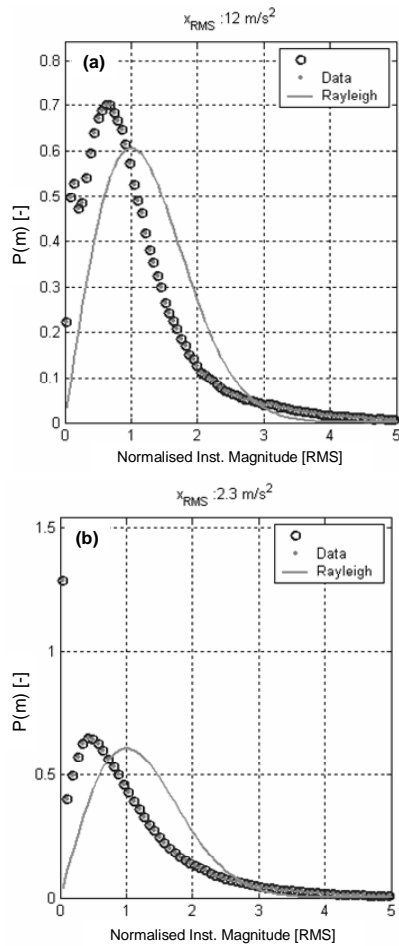 x_RMS :12 m/s²
(a)
Data
Rayleigh
P(m) [-]
0.8
0.7
0.6
0.5
0.4
0.3
0.2
0.1
0
0 1 2 3 4 5
Normalised Inst. Magnitude [RMS]
x_RMS :2.3 m/s²
(b)
Data
Rayleigh
P(m) [-]
1.5
1
0.5
0
0 1 2 3 4 5
Normalised Inst. Magnitude [RMS]